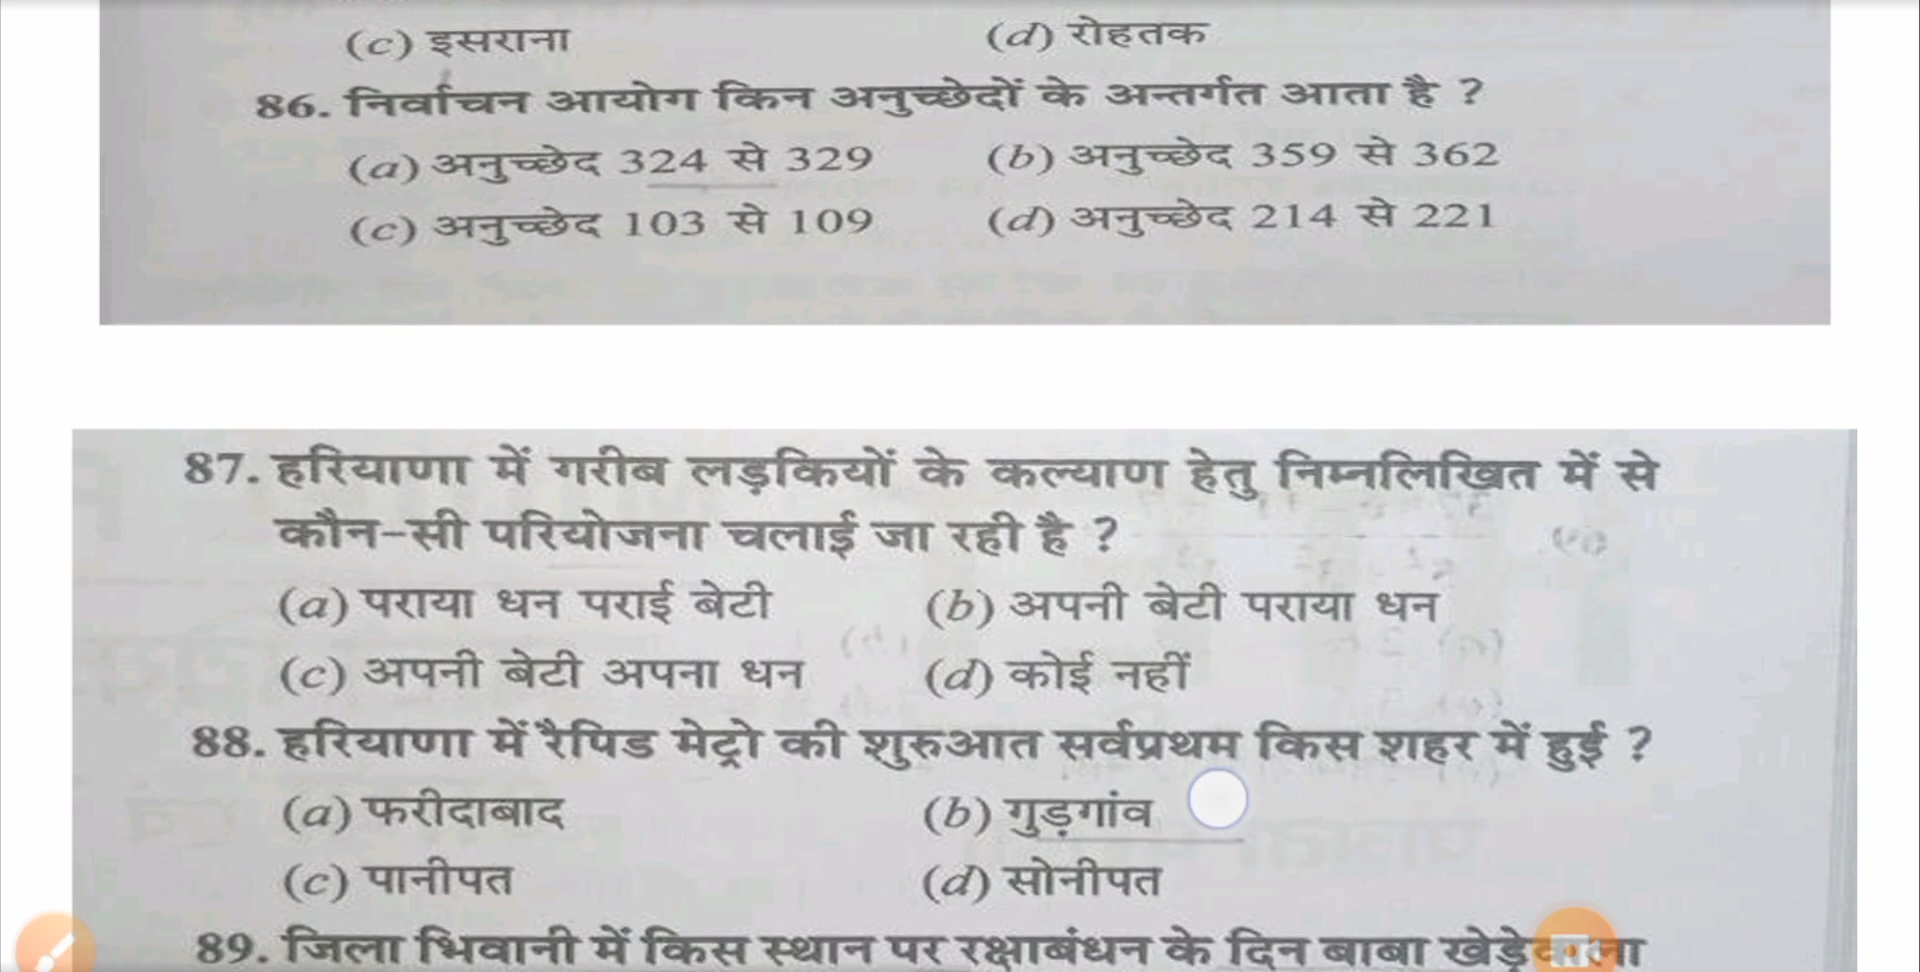 (c) इसराना (d) रोहतक
86. निर्वाचन आयोग किन अनुच्छेदों के अन्तर्गत आता है ?
(a) अनुच्छेद 324 से 329 (b) अनुच्छेद 359 से 362
(c) अनुच्छेद 103 से 109 (d) अनुच्छेद 214 से 221
87. हरियाणा में गरीब लड़कियों के कल्याण हेतु निम्नलिखित में से
कौन-सी परियोजना चलाई जा रही है ?
(a) पराया धन पराई बेटी (b) अपनी बेटी पराया धन
(c) अपनी बेटी अपना धन (d) कोई नहीं
88. हरियाणा में रैपिड मेट्रो की शुरुआत सर्वप्रथम किस शहर में हुई ?
(a) फरीदाबाद (b) गुड़गांव
(c) पानीपत (d) सोनीपत
89. जिला भिवानी में किस स्थान पर रक्षाबंधन के दिन बाबा